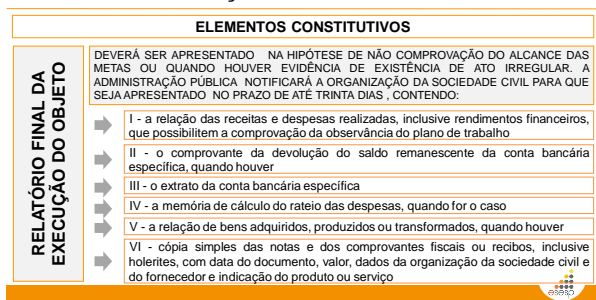 ELEMENTOS CONSTITUTIVOS
RELATÓRIO FINAL DA
EXECUÇÃO DO OBJETO
DEVERÁ SER APRESENTADO NA HIPÓTESE DE NÃO COMPROVAÇÃO DO ALCANCE DAS
METAS OU QUANDO HOUVER EVIDÊNCIA DE EXISTÊNCIA DE ATO IRREGULAR. A
ADMINISTRAÇÃO PÚBLICA NOTIFICARÁ A ORGANIZAÇÃO DA SOCIEDADE CIVIL PARA QUE
SEJA APRESENTADO NO PRAZO DE ATÉ TRINTA DIAS , CONTENDO:
I - a relação das receitas e despesas realizadas, inclusive rendimentos financeiros,
que possibilitem a comprovação da observância do plano de trabalho
II - o comprovante da devolução do saldo remanescente da conta bancária
específica, quando houver
III - o extrato da conta bancária específica
IV - a memória de cálculo do rateio das despesas, quando for o caso
V - a relação de bens adquiridos, produzidos ou transformados, quando houver
VI - cópia simples das notas e dos comprovantes fiscais ou recibos, inclusive
holerites, com data do documento, valor, dados da organização da sociedade civil e
do fornecedor e indicação do produto ou serviço
esesp